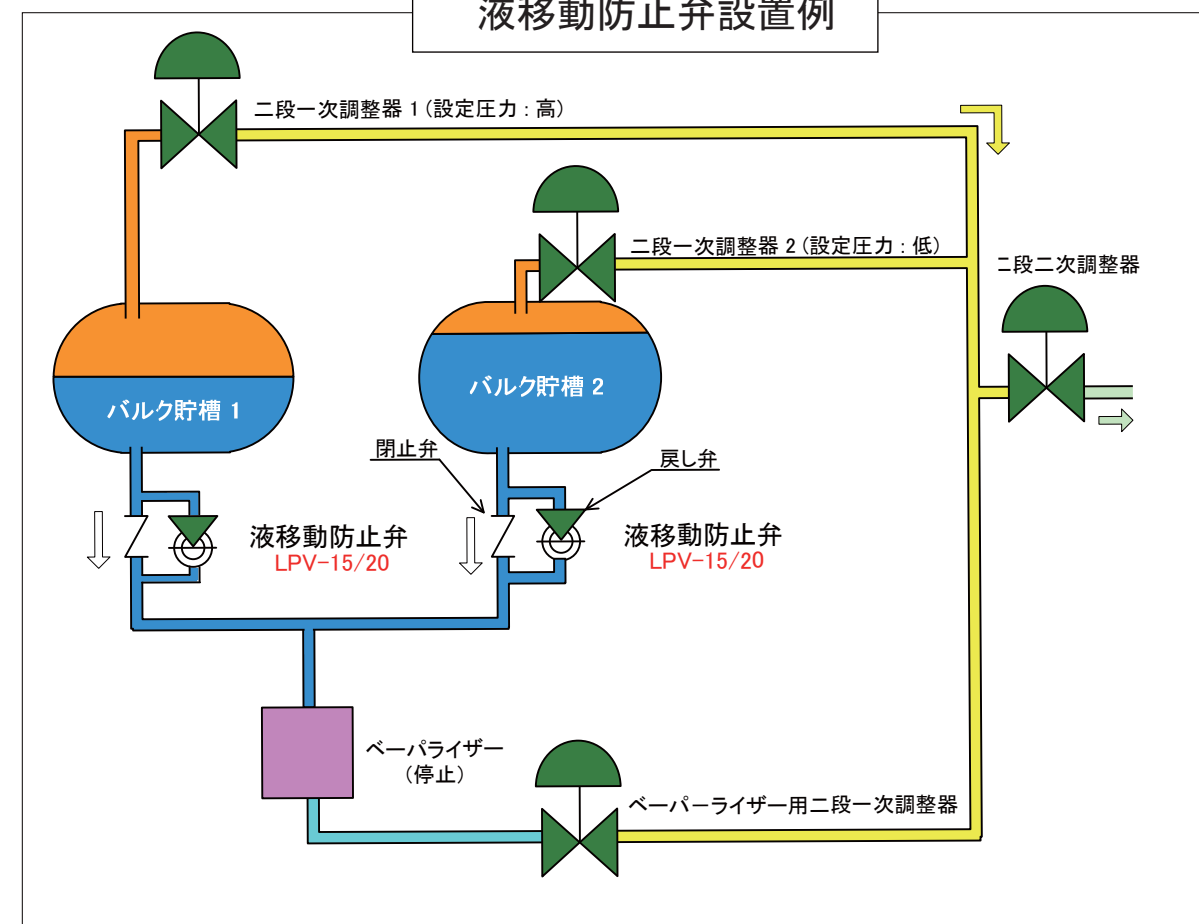 液移動防止弁設置例
二段一次調整器 1 (設定圧力 : 高)
二段一次調整器 2 (設定圧力 : 低)
二段二次調整器
バルク貯槽 1
バルク貯槽 2
閉止弁
戻し弁
液移動防止弁
LPV-15/20
液移動防止弁
LPV-15/20
ベーパライザー
(停止)
ベーパーライザー用二段一次調整器